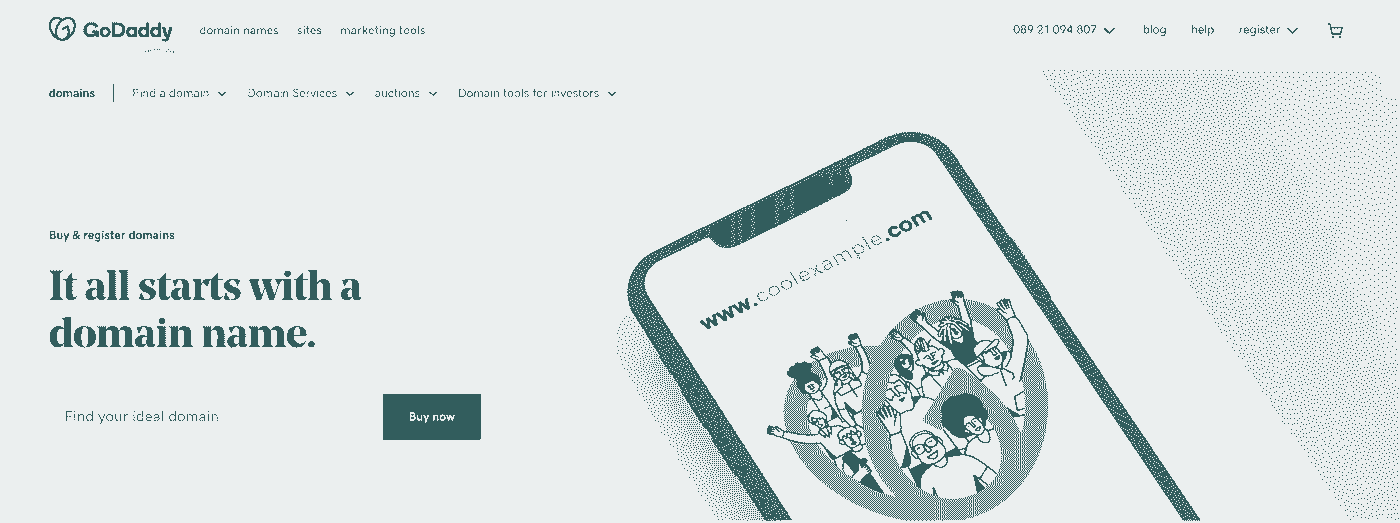 GoDaddy
domain names sites marketing tools
089 21 094 807
blog
help
register
domains
Find a domain
Domain Services
auctions
Domain tools for investors
Buy & register domains
It all starts with a
domain name.
Find your ideal domain
Buy now
www.coolexample.com